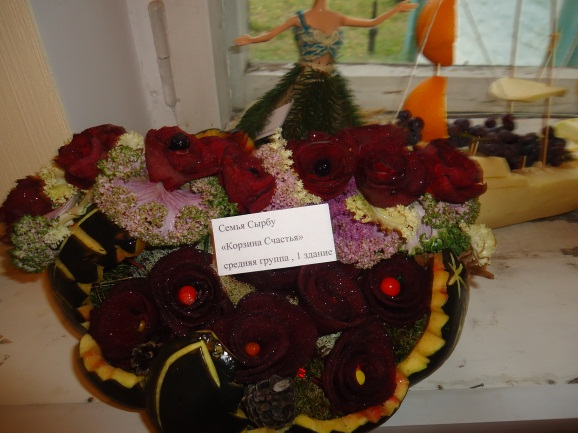 Семья Сырбу
«Корзина Счастья»
средняя группа , 1 здание